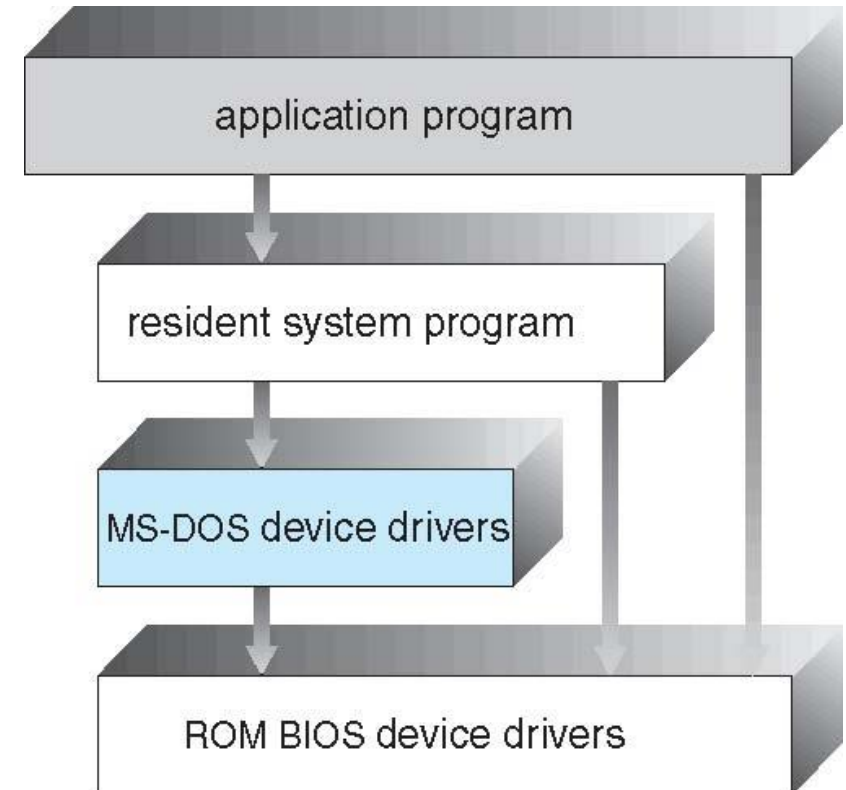 application program
resident system program
MS-DOS device drivers
ROM BIOS device drivers